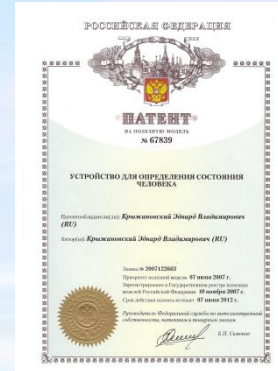 РОССИЙСКАЯ ФЕДЕРАЦИЯ
ПАТЕНТ
НА ПОЛЕЗНУЮ МОДЕЛЬ
№ 67839
УСТРОЙСТВО ДЛЯ ОПРЕДЕЛЕНИЯ СОСТОЯНИЯ
ЧЕЛОВЕКА
Патентообладатель(ли): Крыжановский Эдвард Владимирович
(RU)
Автор(ы): Крыжановский Эдвард Владимирович (RU)
Заявка № 2007122663
Приоритет полезной модели 07 июня 2007 г.
Зарегистрировано в Государственном реестре полезных
моделей Российской Федерации 10 ноября 2007 г.
Срок действия патента истекает 07 июня 2012 г.
Руководитель Федеральной службы по интеллектуальной
собственности, патентам и товарным знакам
Б.П. Симонов